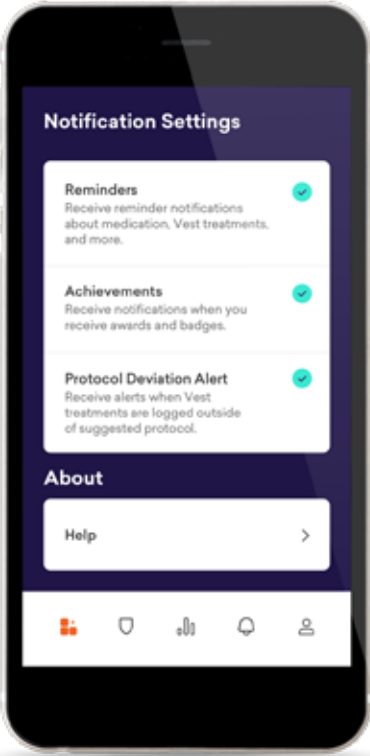 Notification Settings
Reminders
Receive reminder notifications
about medication, Vest treatments,
and more.
Achievements
Receive notifications when you
receive awards and badges.
Protocol Deviation Alert
Receive alerts when Vest
treatments are logged outside
of suggested protocol.
About
Help